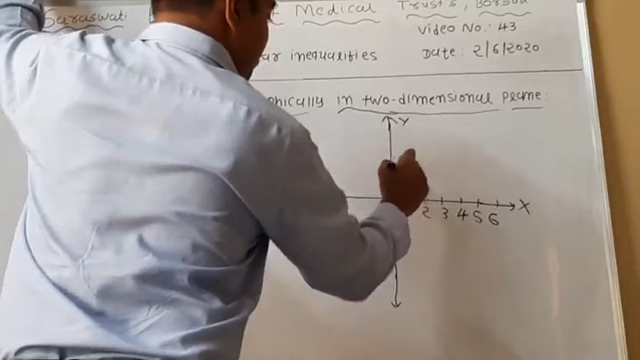 Saraswati Medical Trust's, Borsad
Video No: 43
inequalities Date: 2/6/2020
in two-dimensional plane:
Y
X
2 3 4 5 6